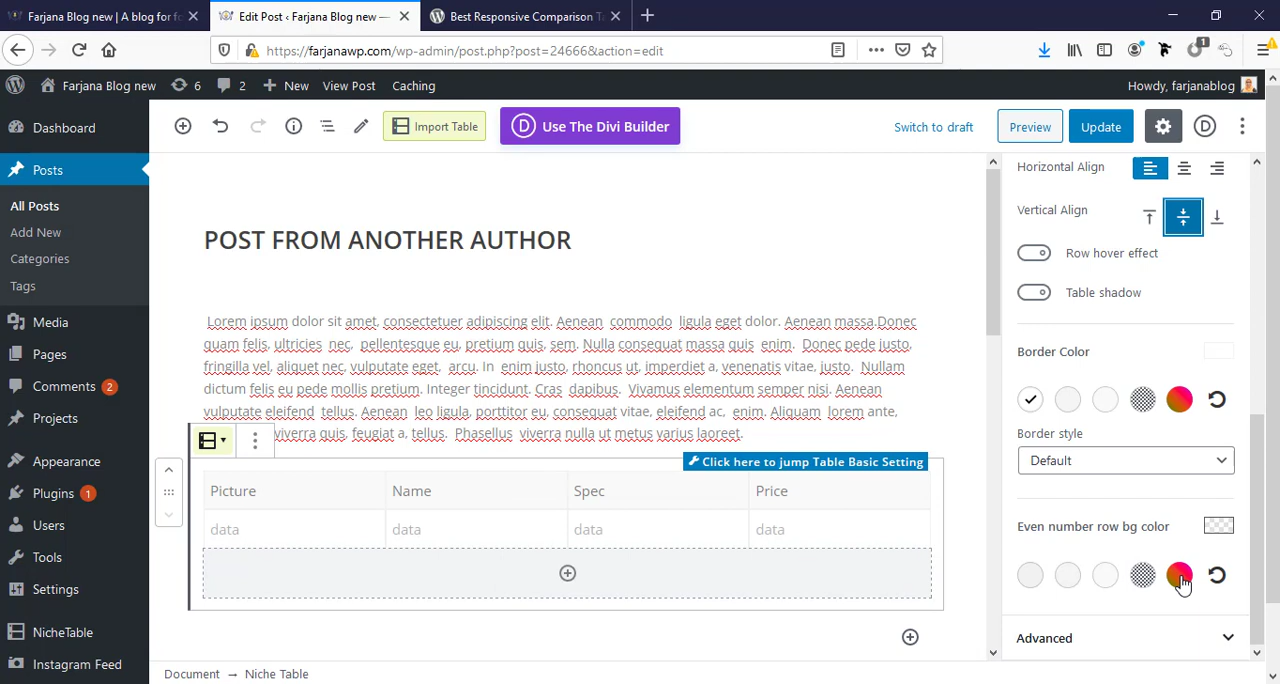 Farjana Blog new | A blog for fo
Edit Post ‹ Farjana Blog new —
Best Responsive Comparison Ta
https://farjanawp.com/wp-admin/post.php?post=24666&action=edit
1
Farjana Blog new
6
2
New
View Post
Caching
Howdy, farjanablog
Dashboard
Posts
All Posts
Add New
Categories
Tags
Media
Pages
Comments 2
Projects
Appearance
Plugins 1
Users
Tools
Settings
NicheTable
Instagram Feed
Import Table
D Use The Divi Builder
Switch to draft
Preview
Update
D
POST FROM ANOTHER AUTHOR
Lorem ipsum dolor sit amet, consectetuer adipiscing elit. Aenean commodo ligula eget dolor. Aenean massa.Donec
quam felis, ultricies nec, pellentesque eu, pretium quis, sem. Nulla consequat massa quis enim. Donec pede justo,
fringilla vel, aliquet nec, vulputate eget, arcu. In enim justo, rhoncus ut, imperdiet a, venenatis vitae, justo. Nullam
dictum felis eu pede mollis pretium. Integer tincidunt. Cras dapibus. Vivamus elementum semper nisi. Aenean
vulputate eleifend tellus. Aenean leo ligula porttitor eu, consequat vitae, eleifend ac, enim. Aliquam lorem ante,
viverra quis, feugiat a, tellus. Phasellus viverra nulla ut metus varius laoreet.
Click here to jump Table Basic Setting
Picture Name Spec Price
data data data data
Document → Niche Table
Horizontal Align
Vertical Align
Row hover effect
Table shadow
Border Color
Border style
Default
Even number row bg color
Advanced